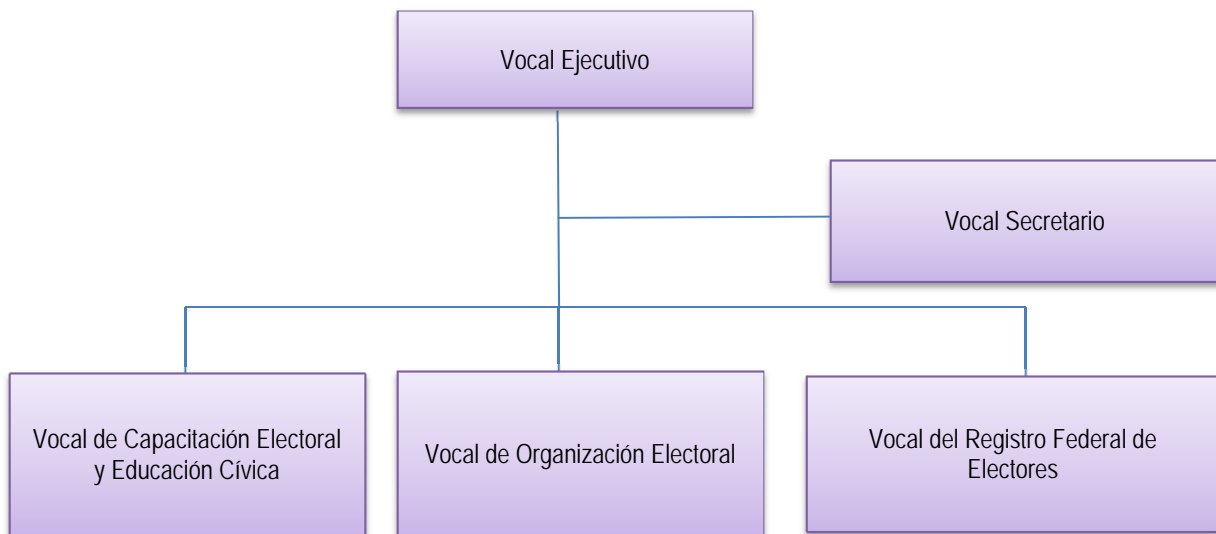 Vocal Ejecutivo
Vocal Secretario
Vocal de Capacitación Electoral
y Educación Cívica
Vocal de Organización Electoral
Vocal del Registro Federal de
Electores